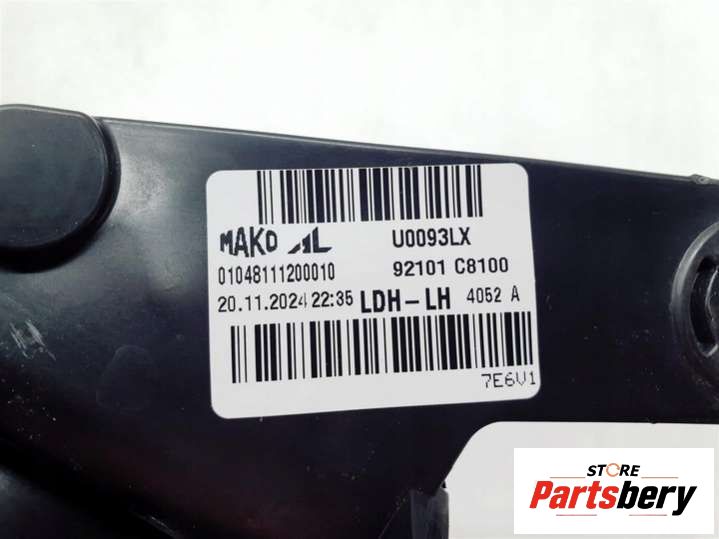 MAKO AL U0093LX
01048111200010 92101 C8100
20.11.2024 22:35 LDH-LH 4052 A
7E6V1
STORE
Partsbery